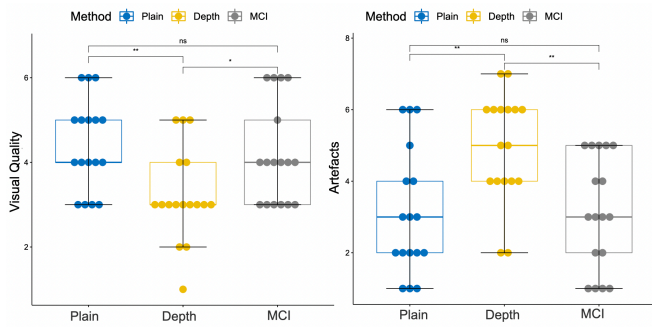 Method Plain Depth MCI
ns
**
*
6
4
2
Visual Quality
Plain Depth MCI
Method Plain Depth MCI
ns
**
**
8
6
4
2
Artefacts
Plain Depth MCI